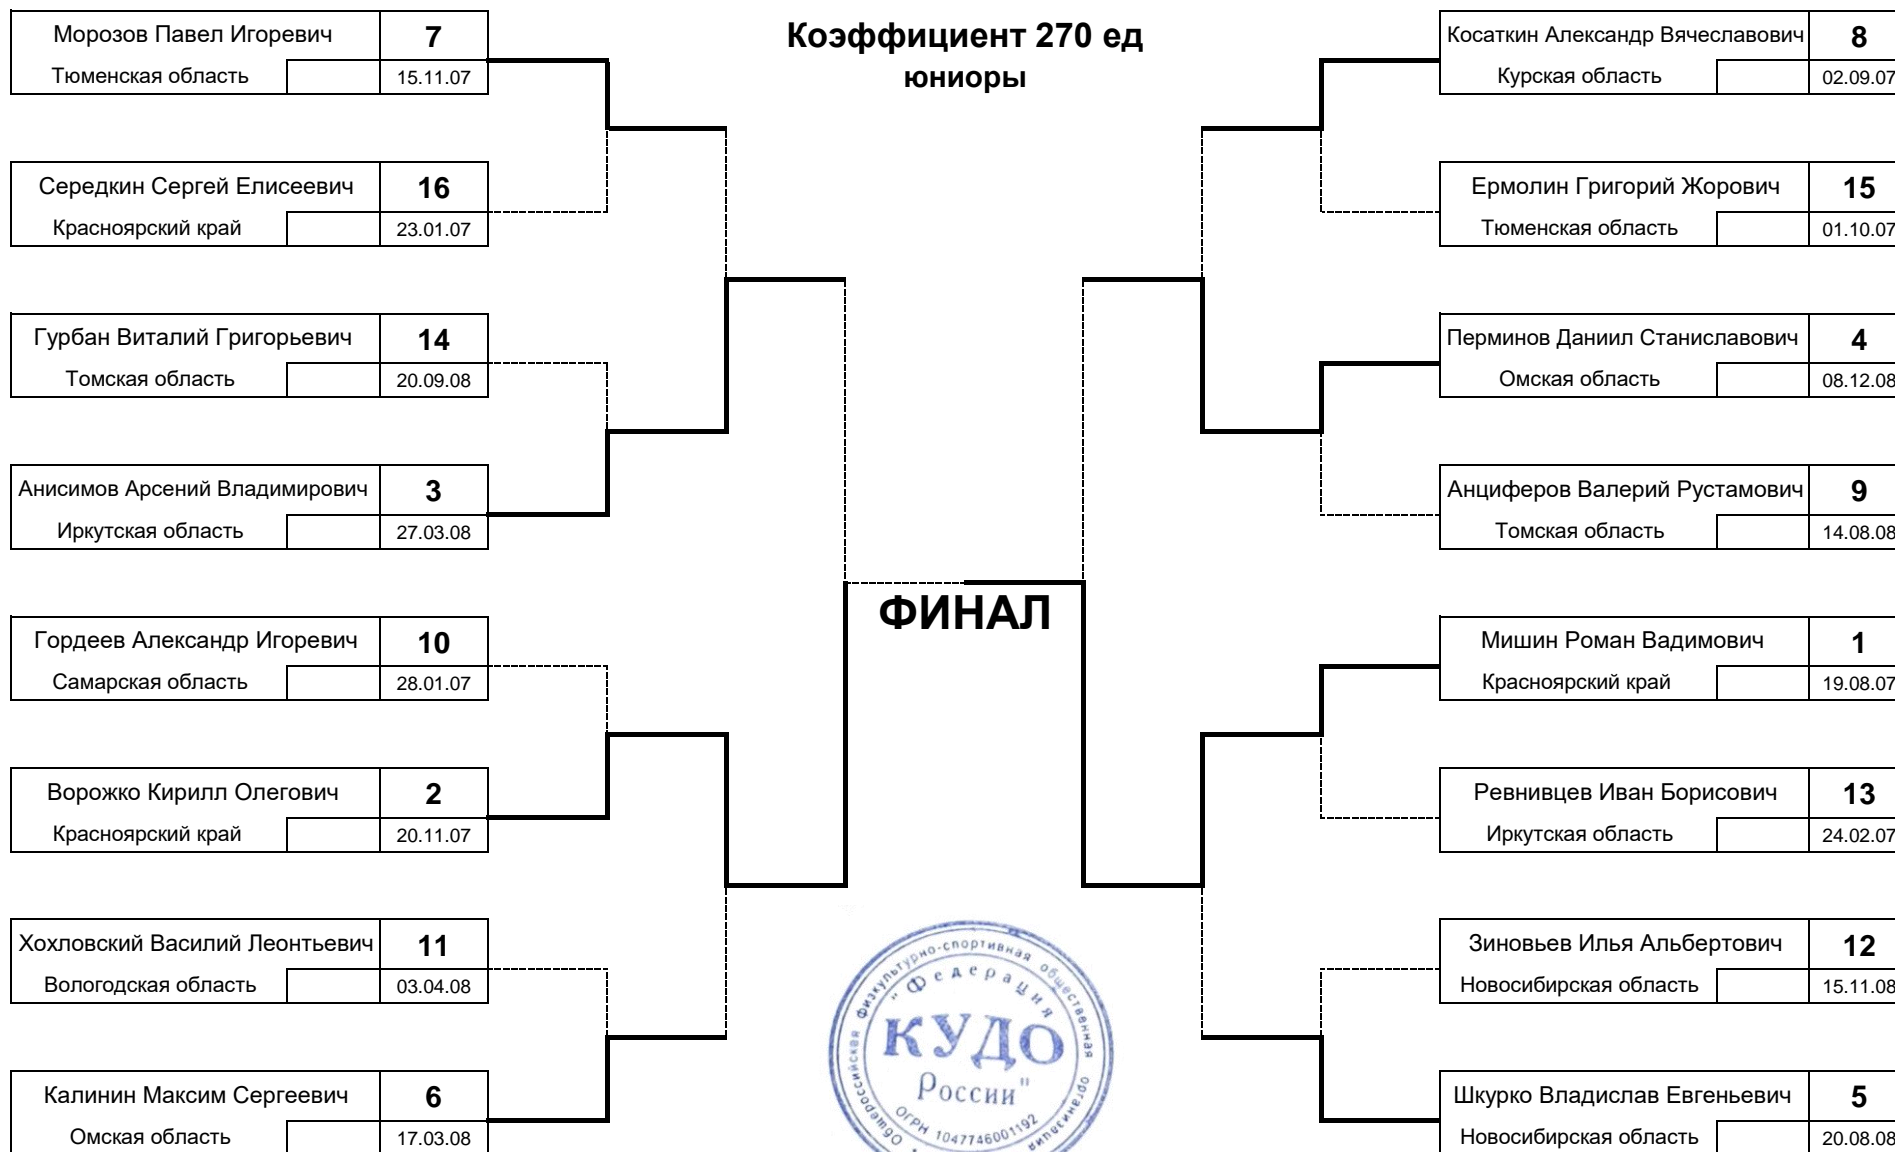 Коэффициент 270 ед
юниоры
Морозов Павел Игоревич 7
Тюменская область 15.11.07
Середкин Сергей Елисеевич 16
Красноярский край 23.01.07
Гурбан Виталий Григорьевич 14
Томская область 20.09.08
Анисимов Арсений Владимирович 3
Иркутская область 27.03.08
Гордеев Александр Игоревич 10
Самарская область 28.01.07
Ворожко Кирилл Олегович 2
Красноярский край 20.11.07
Хохловский Василий Леонтьевич 11
Вологодская область 03.04.08
Калинин Максим Сергеевич 6
Омская область 17.03.08
ФИНАЛ
Общероссийская физкультурно-спортивная общественная организация
"Федерация
КУДО
России"
ОГРН 1047746001192
Косаткин Александр Вячеславович 8
Курская область 02.09.07
Ермолин Григорий Жорович 15
Тюменская область 01.10.07
Перминов Даниил Станиславович 4
Омская область 08.12.08
Анциферов Валерий Рустамович 9
Томская область 14.08.08
Мишин Роман Вадимович 1
Красноярский край 19.08.07
Ревнивцев Иван Борисович 13
Иркутская область 24.02.07
Зиновьев Илья Альбертович 12
Новосибирская область 15.11.08
Шкурко Владислав Евгеньевич 5
Новосибирская область 20.08.08